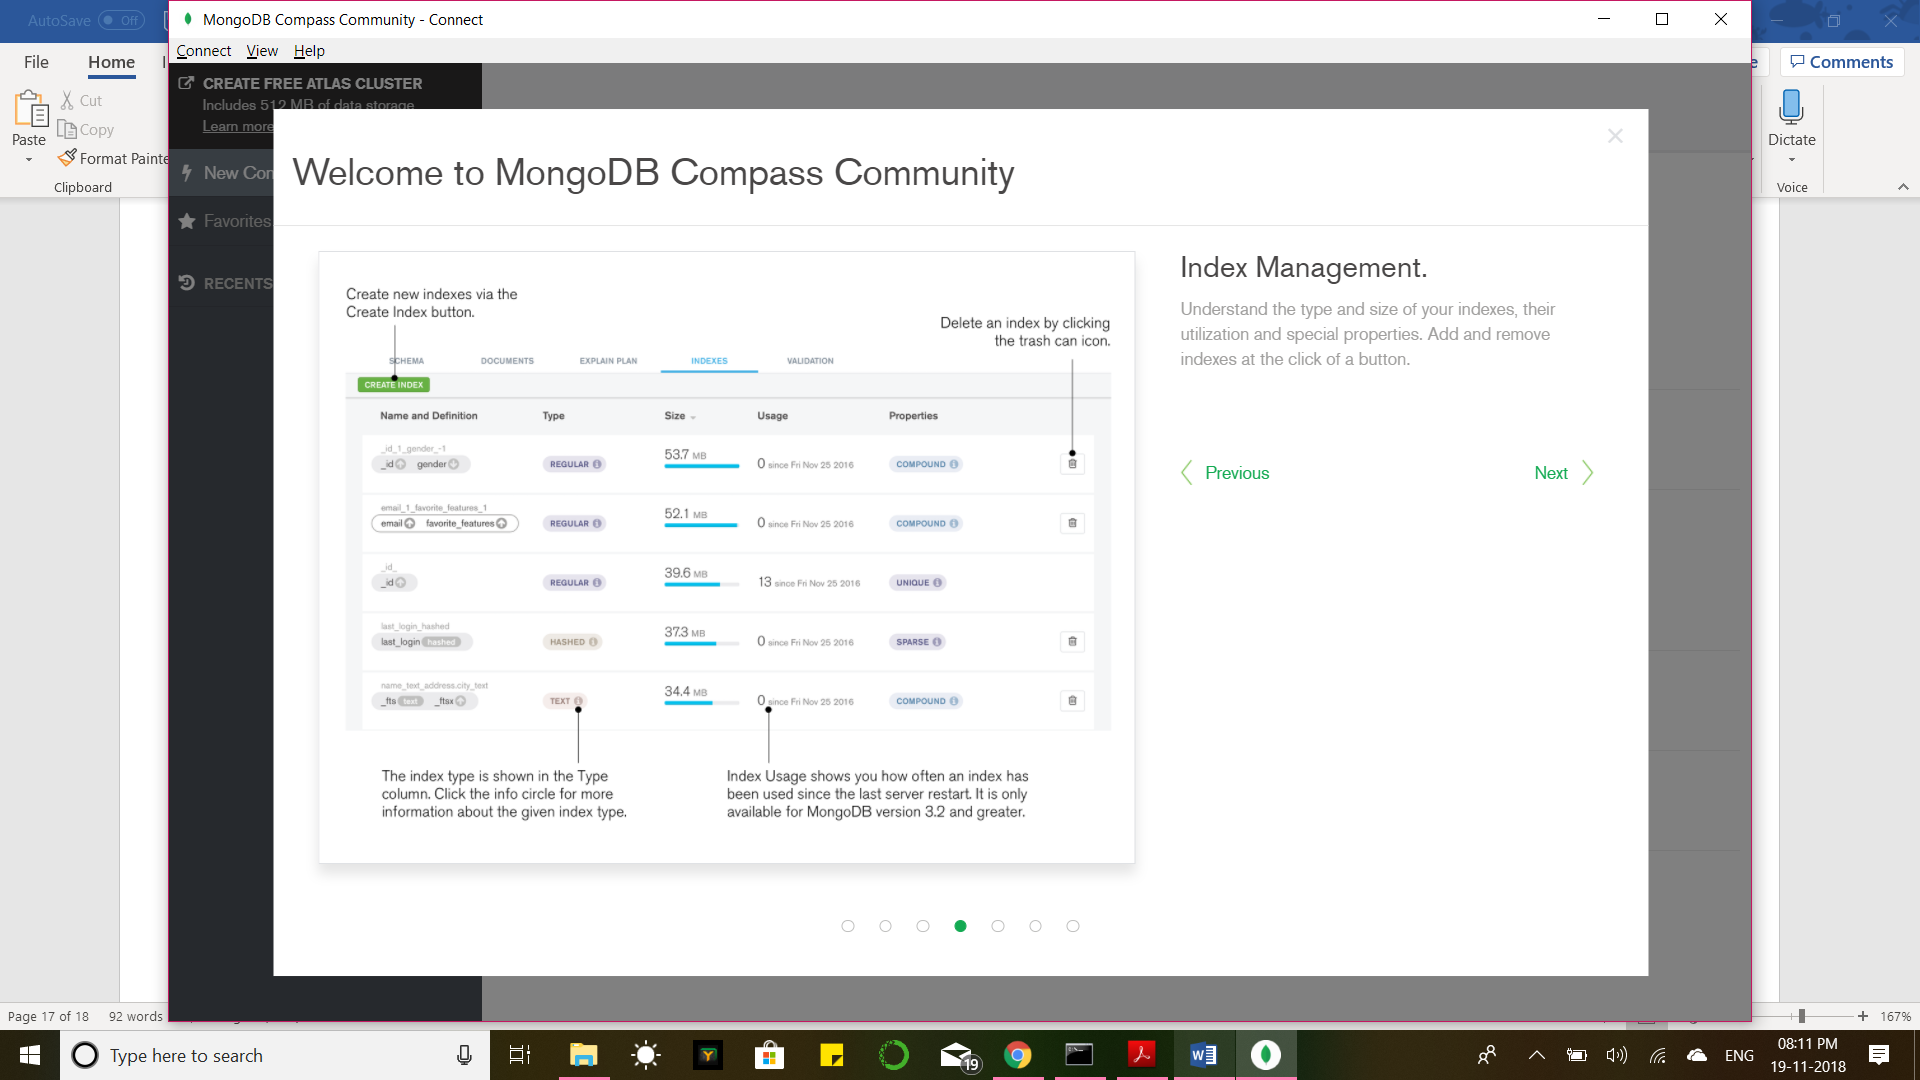 AutoSave Off
MongoDB Compass Community - Connect
Connect View Help
File Home
Comments
CREATE FREE ATLAS CLUSTER
Includes 512 MB of data storage
Learn more
Cut
Copy
Format Painte
Paste
Clipboard
Dictate
Voice
New Con
Favorites
RECENTS
Welcome to MongoDB Compass Community
Create new indexes via the
Create Index button.
Delete an index by clicking
the trash can icon.
SCHEMA DOCUMENTS EXPLAIN PLAN INDEXES VALIDATION
CREATE INDEX
Name and Definition Type Size Usage Properties
_id_1_gender_-1
_id gender REGULAR 53.7 MB 0 since Fri Nov 25 2016 COMPOUND
email_1_favorite_features_1
email favorite_features REGULAR 52.1 MB 0 since Fri Nov 25 2016 COMPOUND
_id_
_id REGULAR 39.6 MB 13 since Fri Nov 25 2016 UNIQUE
last_login_hashed
last_login hashed HASHED 37.3 MB 0 since Fri Nov 25 2016 SPARSE
name_text_address.city_text
_fts text _ftsx TEXT 34.4 MB 0 since Fri Nov 25 2016 COMPOUND
The index type is shown in the Type
column. Click the info circle for more
information about the given index type.
Index Usage shows you how often an index has
been used since the last server restart. It is only
available for MongoDB version 3.2 and greater.
Index Management.
Understand the type and size of your indexes, their
utilization and special properties. Add and remove
indexes at the click of a button.
Previous Next
Page 17 of 18 92 words
167%
Type here to search
19
ENG
08:11 PM
19-11-2018